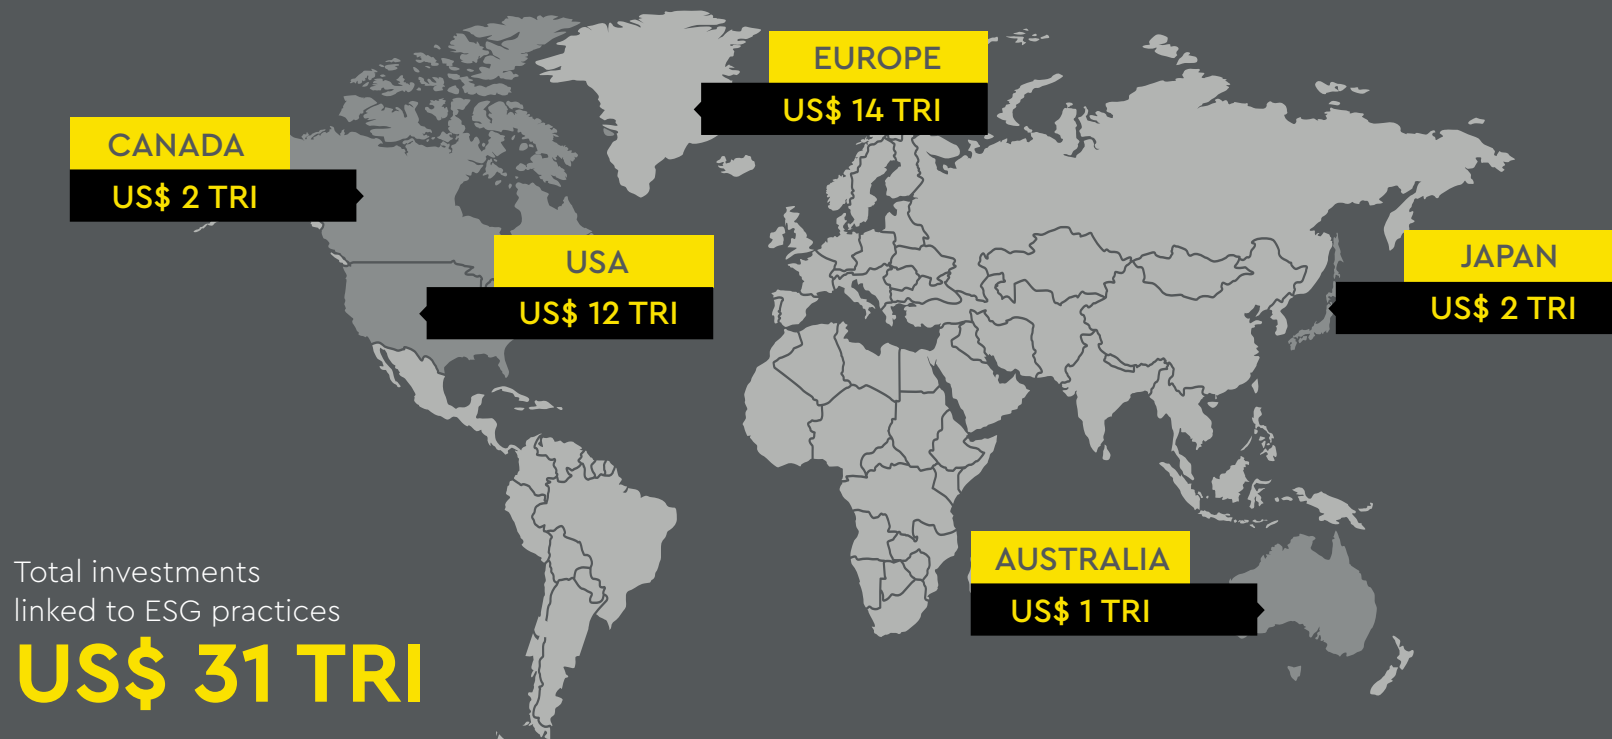 EUROPE
US$ 14 TRI
CANADA
US$ 2 TRI
USA
US$ 12 TRI
JAPAN
US$ 2 TRI
AUSTRALIA
US$ 1 TRI
Total investments
linked to ESG practices
US$ 31 TRI